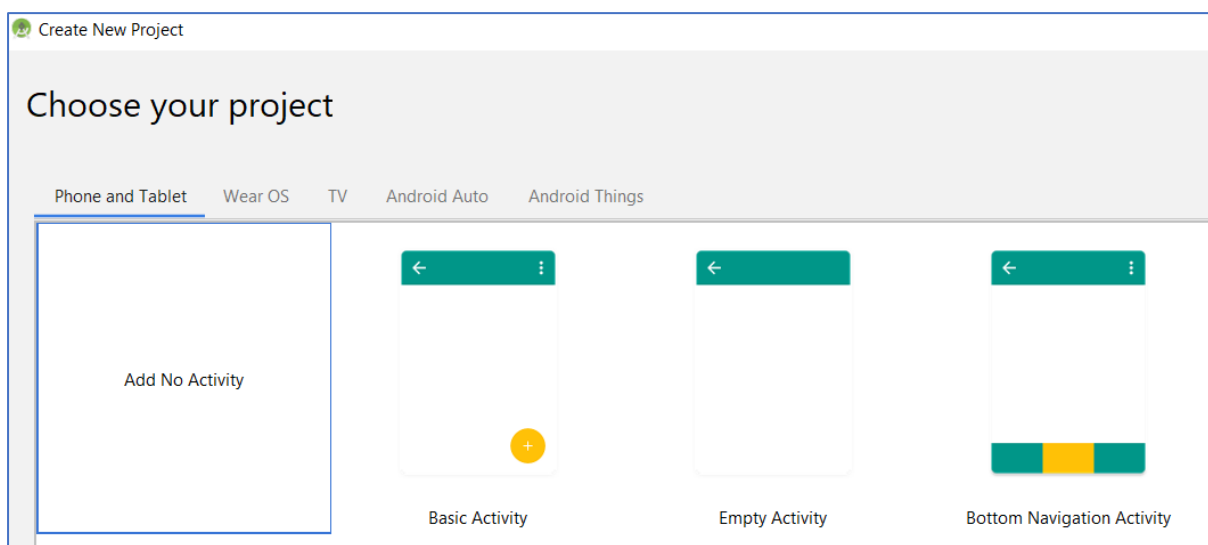 Create New Project
Choose your project
Phone and Tablet Wear OS TV Android Auto Android Things
Add No Activity
Basic Activity Empty Activity Bottom Navigation Activity